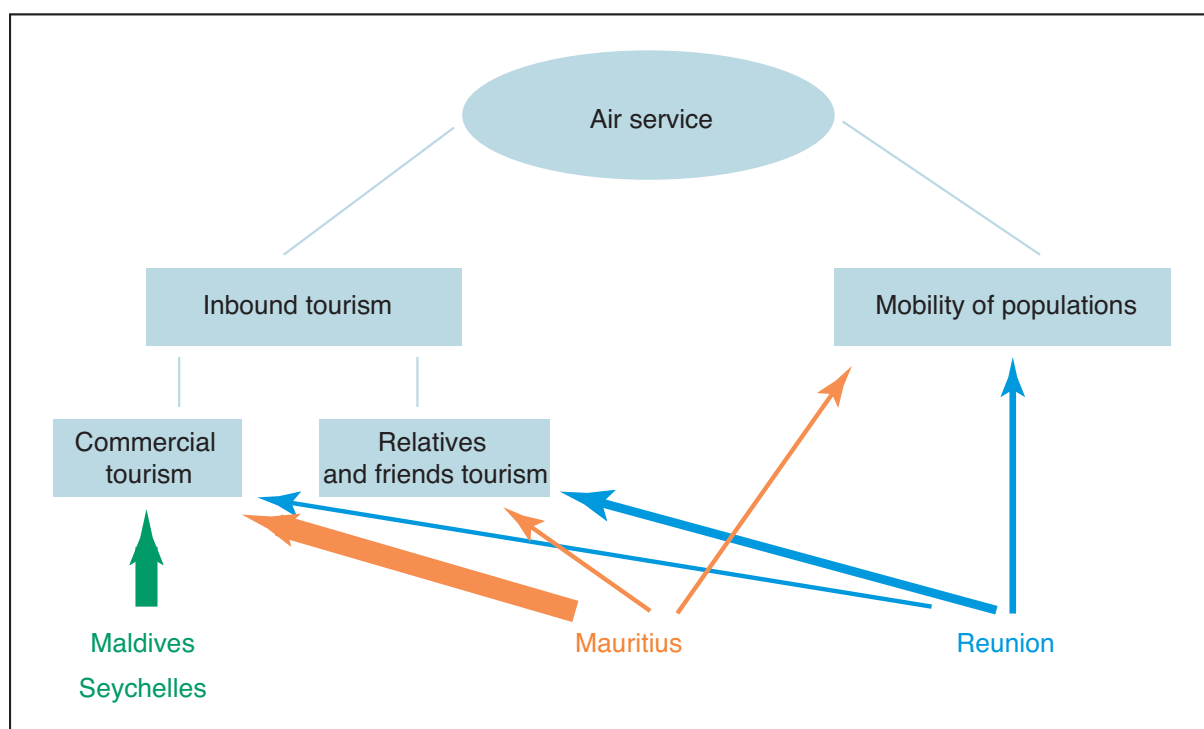 Air service
Inbound tourism
Mobility of populations
Commercial
tourism
Relatives
and friends tourism
Maldives
Seychelles
Mauritius
Reunion